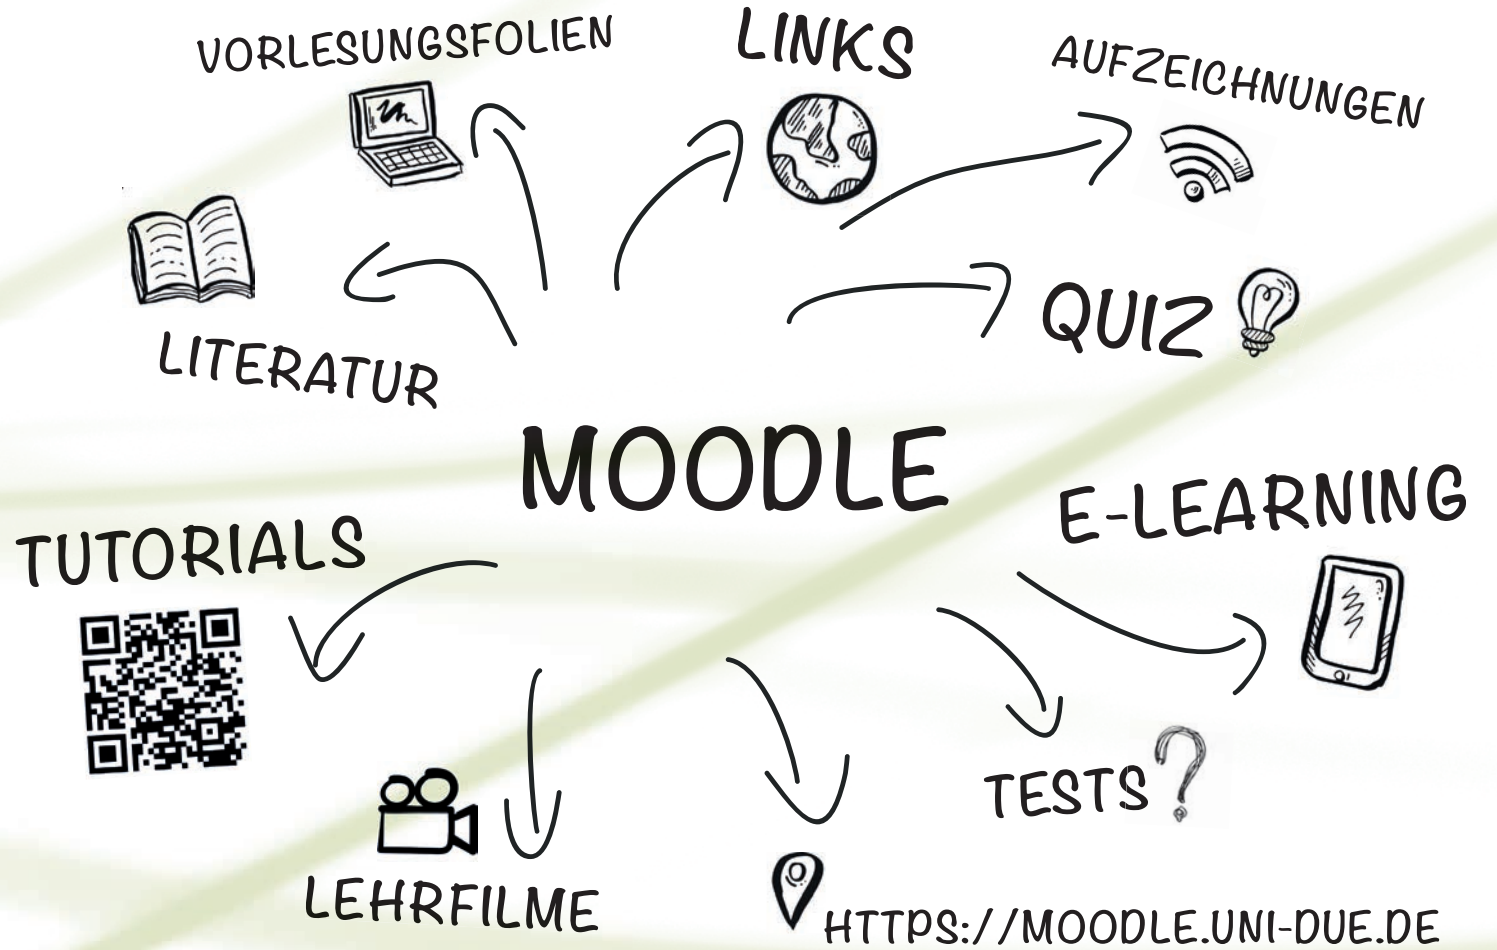 VORLESUNGSFOLIEN
LINKS
AUFZEICHNUNGEN
LITERATUR
QUIZ
MOODLE
E-LEARNING
TUTORIALS
TESTS
LEHRFILME
HTTPS://MOODLE.UNI-DUE.DE